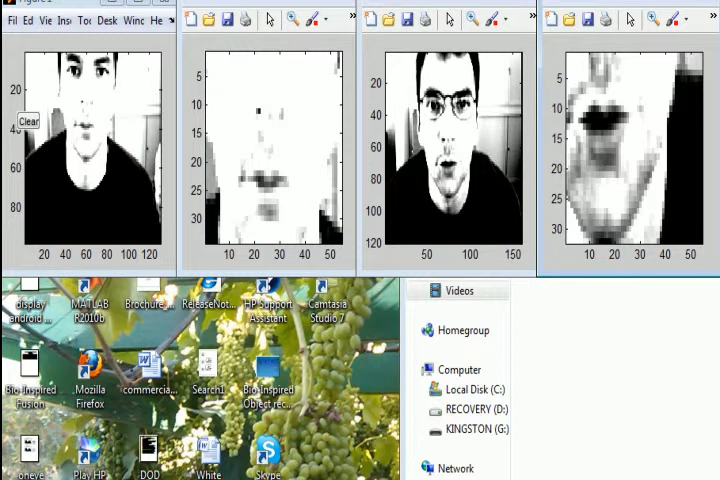 Figure1
Fil Ed Vie Ins Too Desk Winc He
Clear
20
40
60
80
20 40 60 80 100 120
5
10
15
20
25
30
10 20 30 40 50
20
40
60
80
100
120
50 100 150
5
10
15
20
25
30
10 20 30 40 50
display android ...
MATLAB R2010b
Brochure_...
ReleaseNot...
HP Support Assistant
Camtasia Studio 7
Bio-Inspired Fusion
Mozilla Firefox
commercia...
Search1
Bio-Inspired Object rec...
oneye
Play HP
DOD
White
Skype
Videos
Homegroup
Computer
Local Disk (C:)
RECOVERY (D:)
KINGSTON (G:)
Network